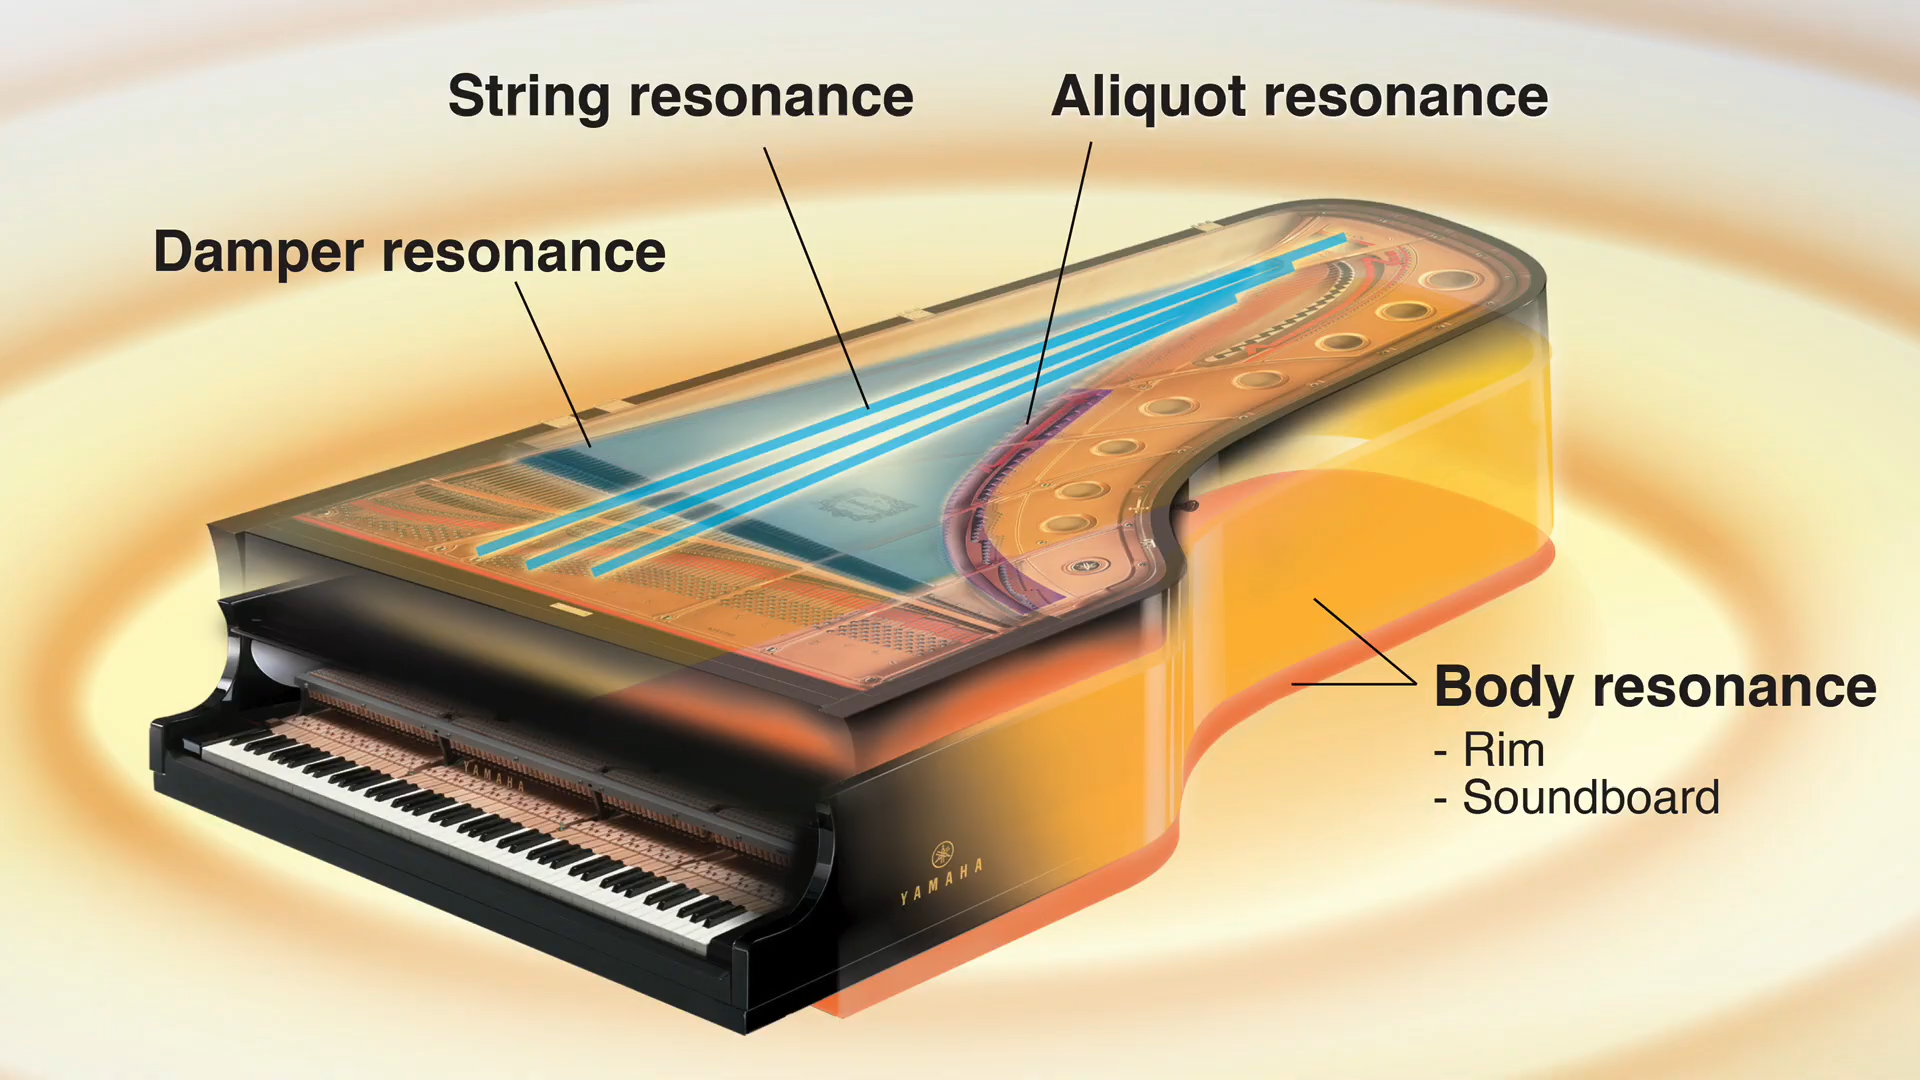 String resonance
Aliquot resonance
Damper resonance
Body resonance
- Rim
- Soundboard
YAMAHA
YAMAHA